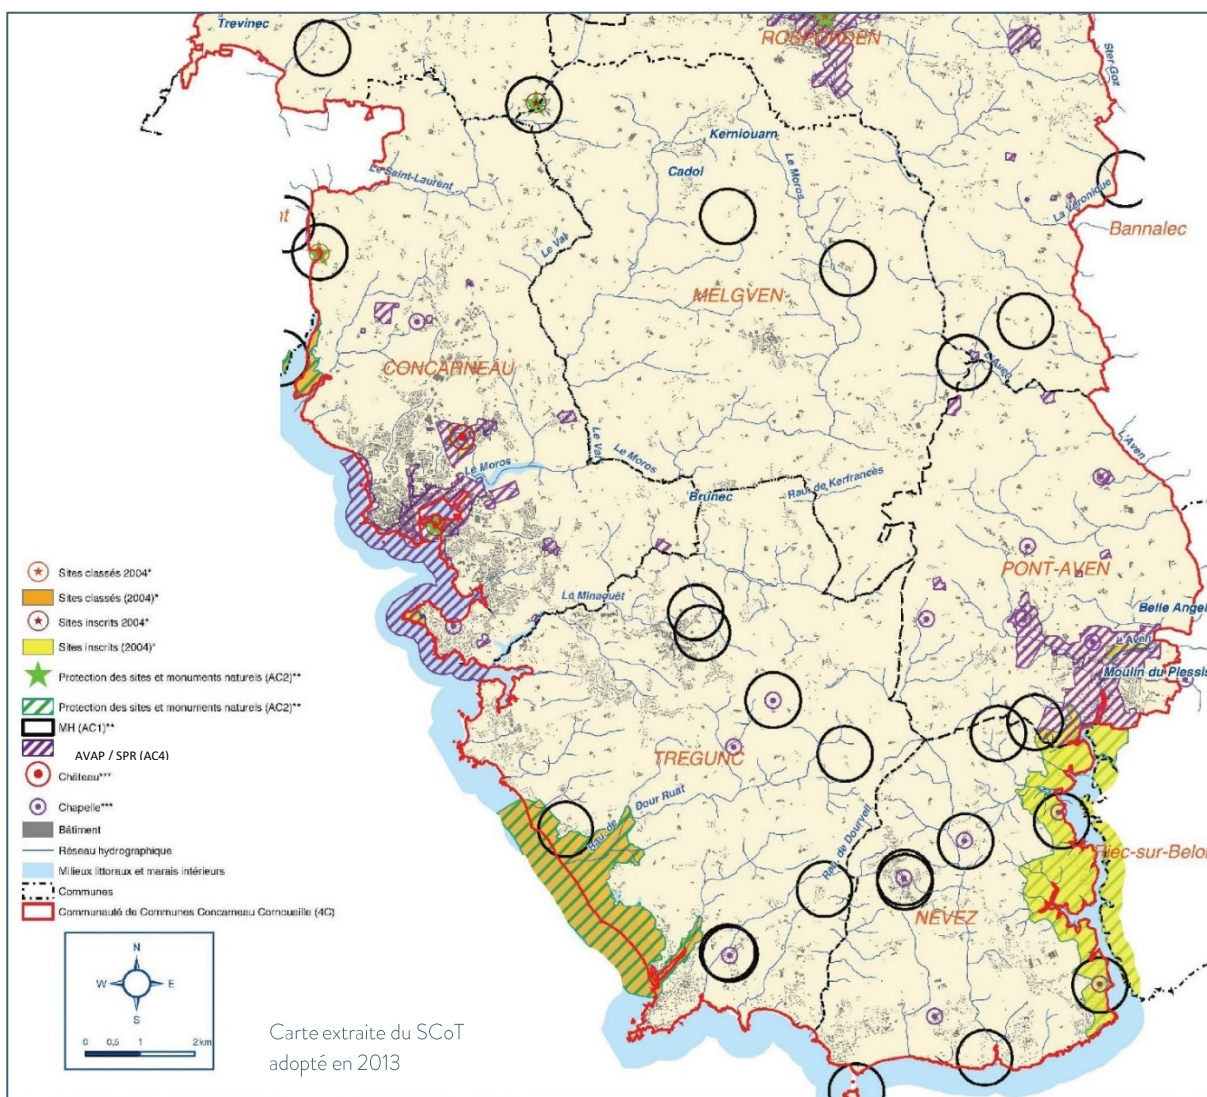 Trevinec
ROSPORDEN
Ster Goz
Kerniouarn
Le Moros
Cadol
Le Saint-Laurent
La Véronique
Bannalec
nt
Le Val
MELGVEN
CONCARNEAU
L'Aven
L'Aven
Le Val
Le Moros
Le Moros
Brunec
Rau. de Kerfrancès
PONT-AVEN
Le Minaouët
Belle Angel
L'Aven
Moulin du Plessis
TREGUNC
Rau. de Dour Ruat
Rau. de Dourveil
Riec-sur-Belon
NEVEZ
Sites classés 2004*
Sites classés (2004)*
Sites inscrits 2004*
Sites inscrits (2004)*
Protection des sites et monuments naturels (AC2)**
Protection des sites et monuments naturels (AC2)**
MH (AC1)**
AVAP / SPR (AC4)
Château***
Chapelle***
Bâtiment
Réseau hydrographique
Milieux littoraux et marais intérieurs
Communes
Communauté de Communes Concarneau Cornouaille (4C)
N
W E
S
0 0,5 1 2 km
Carte extraite du SCoT
adopté en 2013